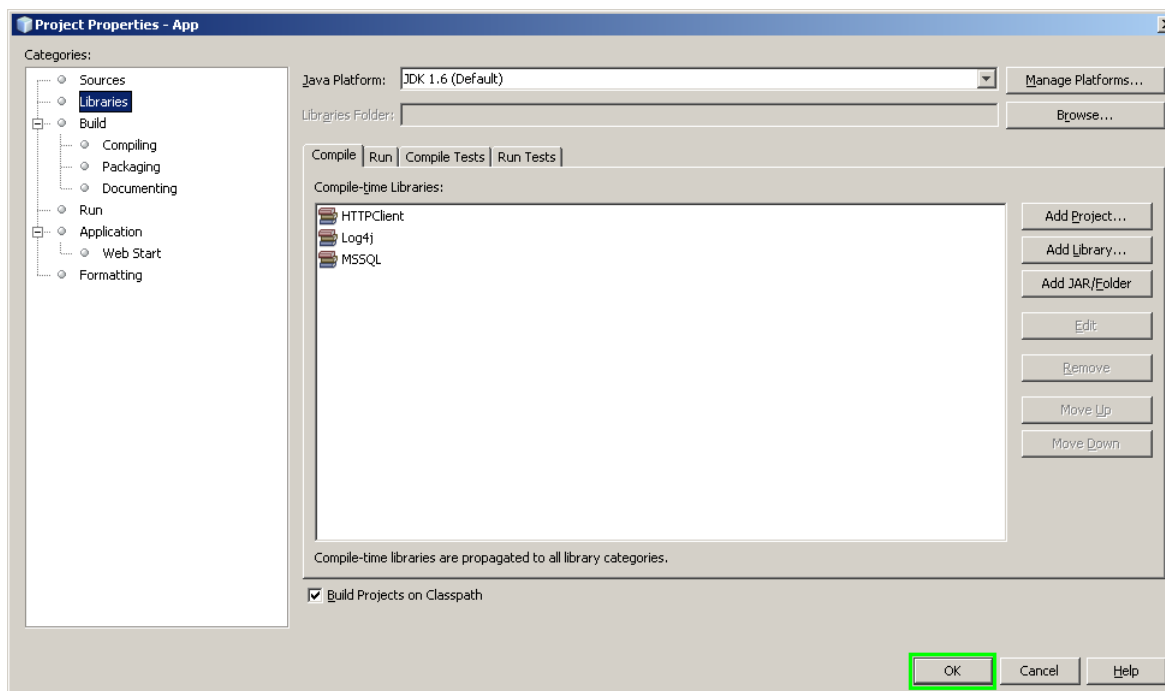 Project Properties - App
Categories:
Sources
Libraries
Build
Compiling
Packaging
Documenting
Run
Application
Web Start
Formatting
Java Platform: JDK 1.6 (Default) Manage Platforms...
Libraries Folder: Browse...
Compile Run Compile Tests Run Tests
Compile-time Libraries:
HTTPClient
Log4j
MSSQL
Add Project...
Add Library...
Add JAR/Folder
Edit
Remove
Move Up
Move Down
Compile-time libraries are propagated to all library categories.
Build Projects on Classpath
OK Cancel Help